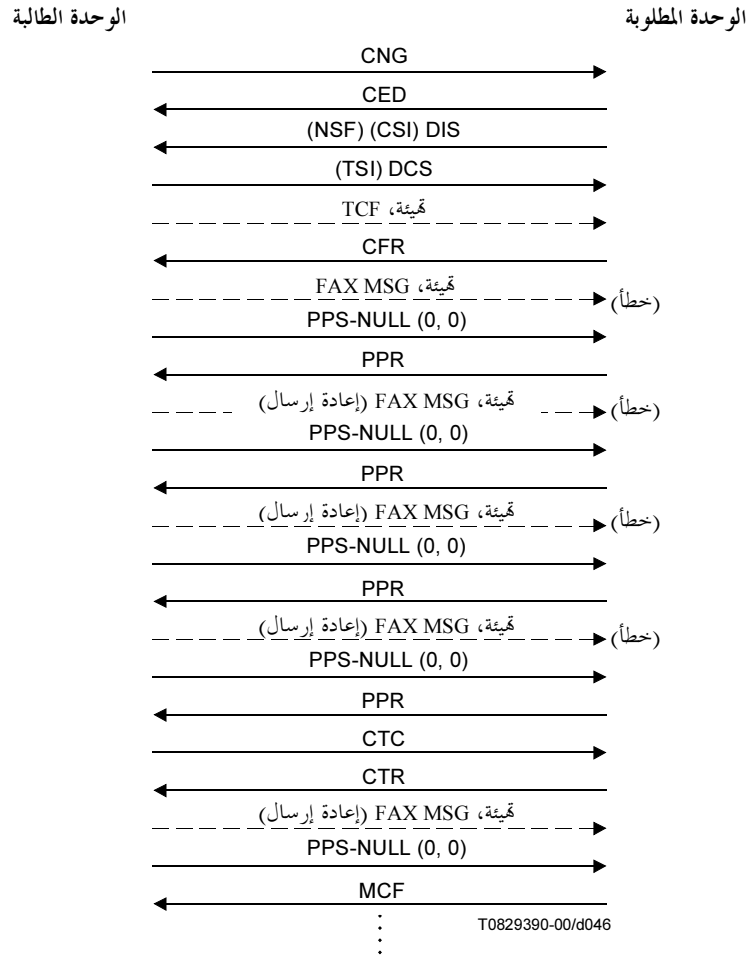 الوحدة المطلوبة
الوحدة الطالبة
CNG
CED
(NSF) (CSI) DIS
(TSI) DCS
تهيئة، TCF
CFR
تهيئة، FAX MSG
(خطأ)
PPS-NULL (0, 0)
PPR
تهيئة، FAX MSG (إعادة إرسال)
(خطأ)
PPS-NULL (0, 0)
PPR
تهيئة، FAX MSG (إعادة إرسال)
(خطأ)
PPS-NULL (0, 0)
PPR
تهيئة، FAX MSG (إعادة إرسال)
(خطأ)
PPS-NULL (0, 0)
PPR
CTC
CTR
تهيئة، FAX MSG (إعادة إرسال)
PPS-NULL (0, 0)
MCF
T0829390-00/d046